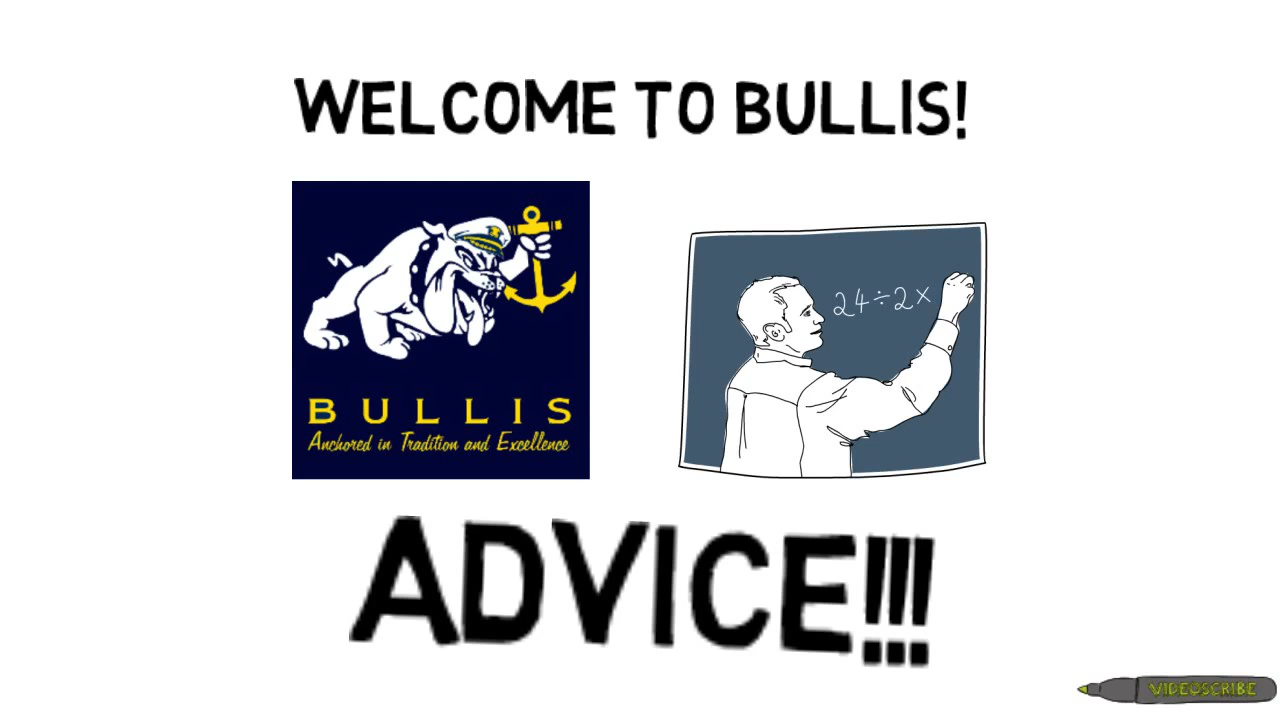 WELCOME TO BULLIS!
24÷2×
BULLIS
Anchored in Tradition and Excellence
ADVICE!!!
VIDEOSCRIBE